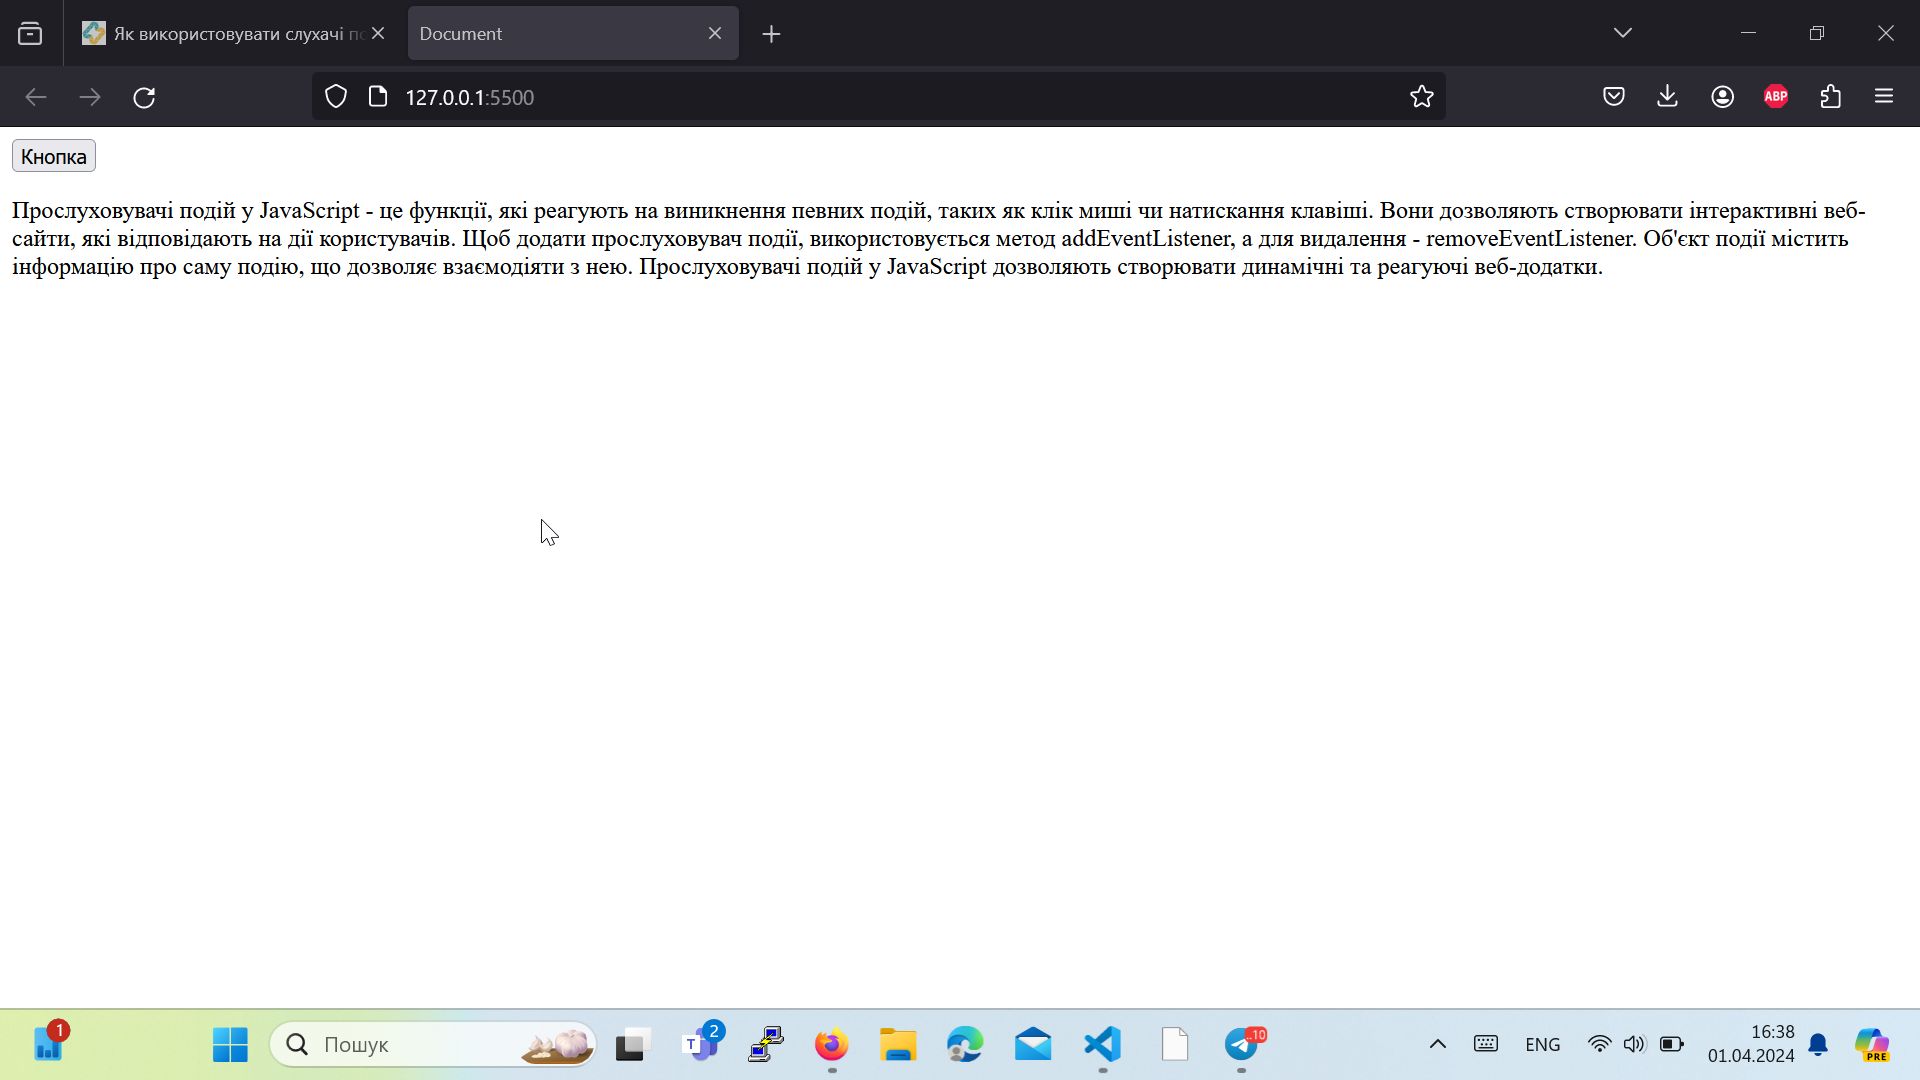 Як використовувати слухачі по
Document
127.0.0.1:5500
ABP
Кнопка
Прослуховувачі подій у JavaScript - це функції, які реагують на виникнення певних подій, таких як клік миші чи натискання клавіші. Вони дозволяють створювати інтерактивні веб-
сайти, які відповідають на дії користувачів. Щоб додати прослуховувач події, використовується метод addEventListener, а для видалення - removeEventListener. Об'єкт події містить
інформацію про саму подію, що дозволяє взаємодіяти з нею. Прослуховувачі подій у JavaScript дозволяють створювати динамічні та реагуючі веб-додатки.
1
Пошук
T
2
..10
ENG
16:38
01.04.2024
PRE